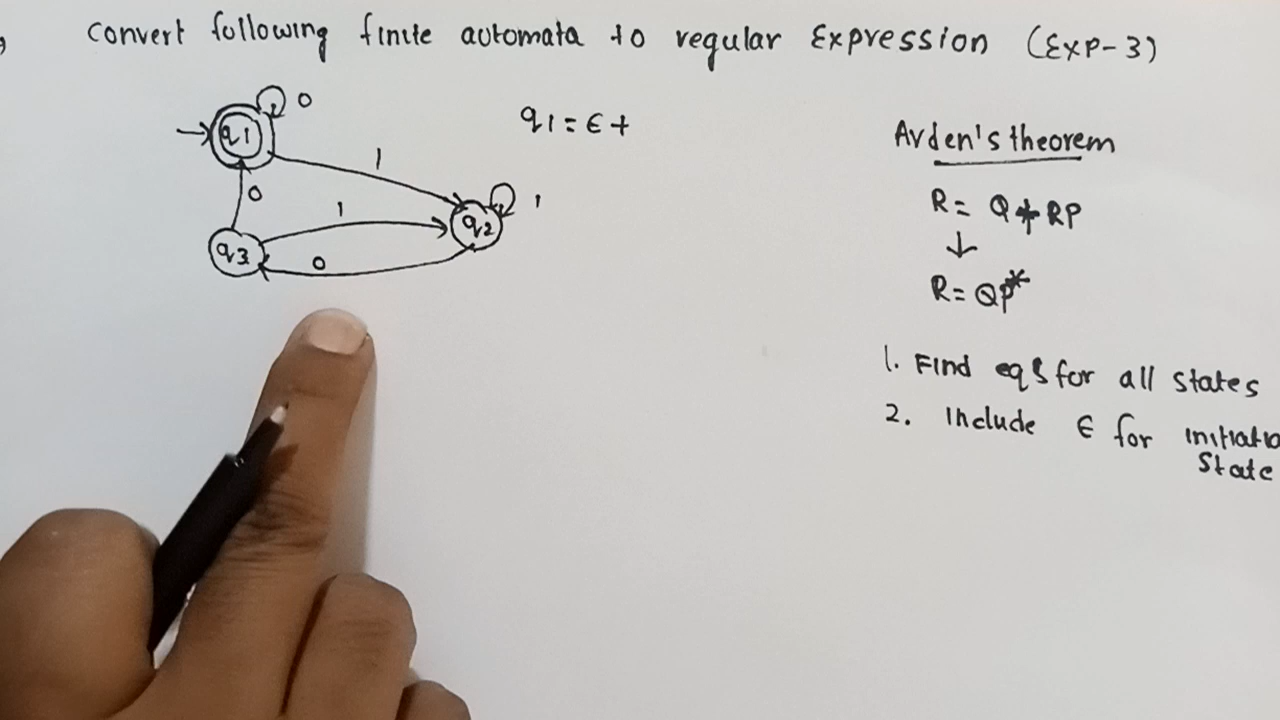 , convert following finite automata to regular Expression (Exp-3)
→ q1 0
q1 = ϵ +
1
0
1
q2 1
q3
0
Arden's theorem
R = Q + RP
↓
R = QP*
1. Find eqs for all states
2. Include ϵ for initial
State